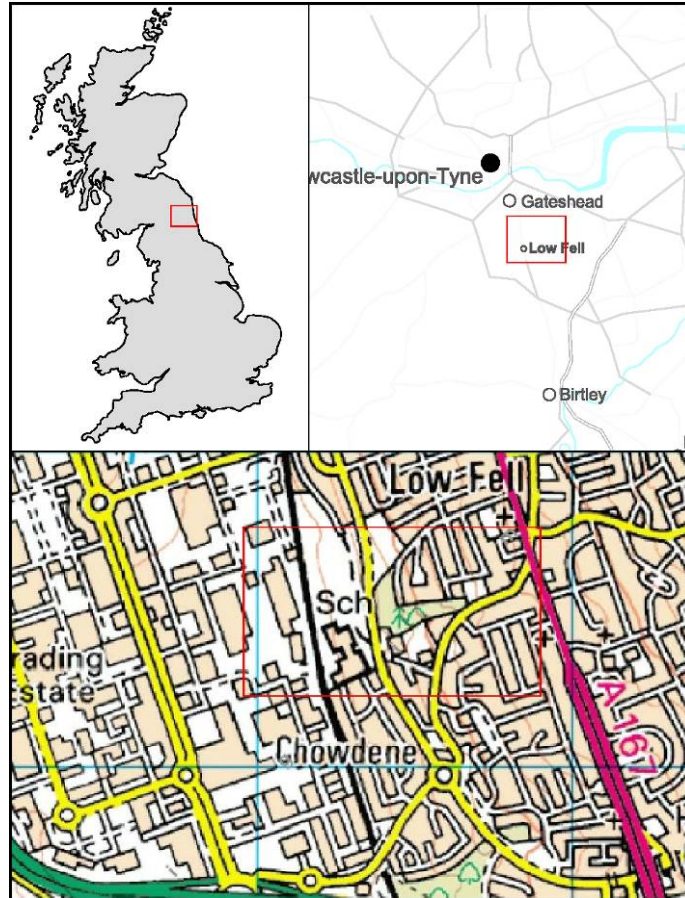 wcastle-upon-Tyne
Gateshead
Low Fell
Birtley
Low Fell
Sch
rading
state
Chowdene
A 167